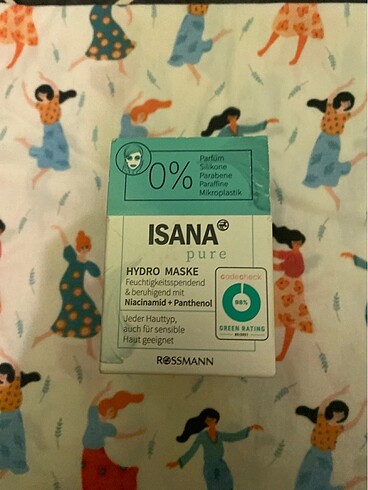 0%
Parfüm
Silikone
Parabene
Paraffine
Mikroplastik
ISANA
pure
HYDRO MASKE
Feuchtigkeitsspendend
& beruhigend mit
Niacinamid + Panthenol
Jeder Hauttyp,
auch für sensible
Haut geeignet
codecheck
98%
GREEN RATING
ROSSMANN